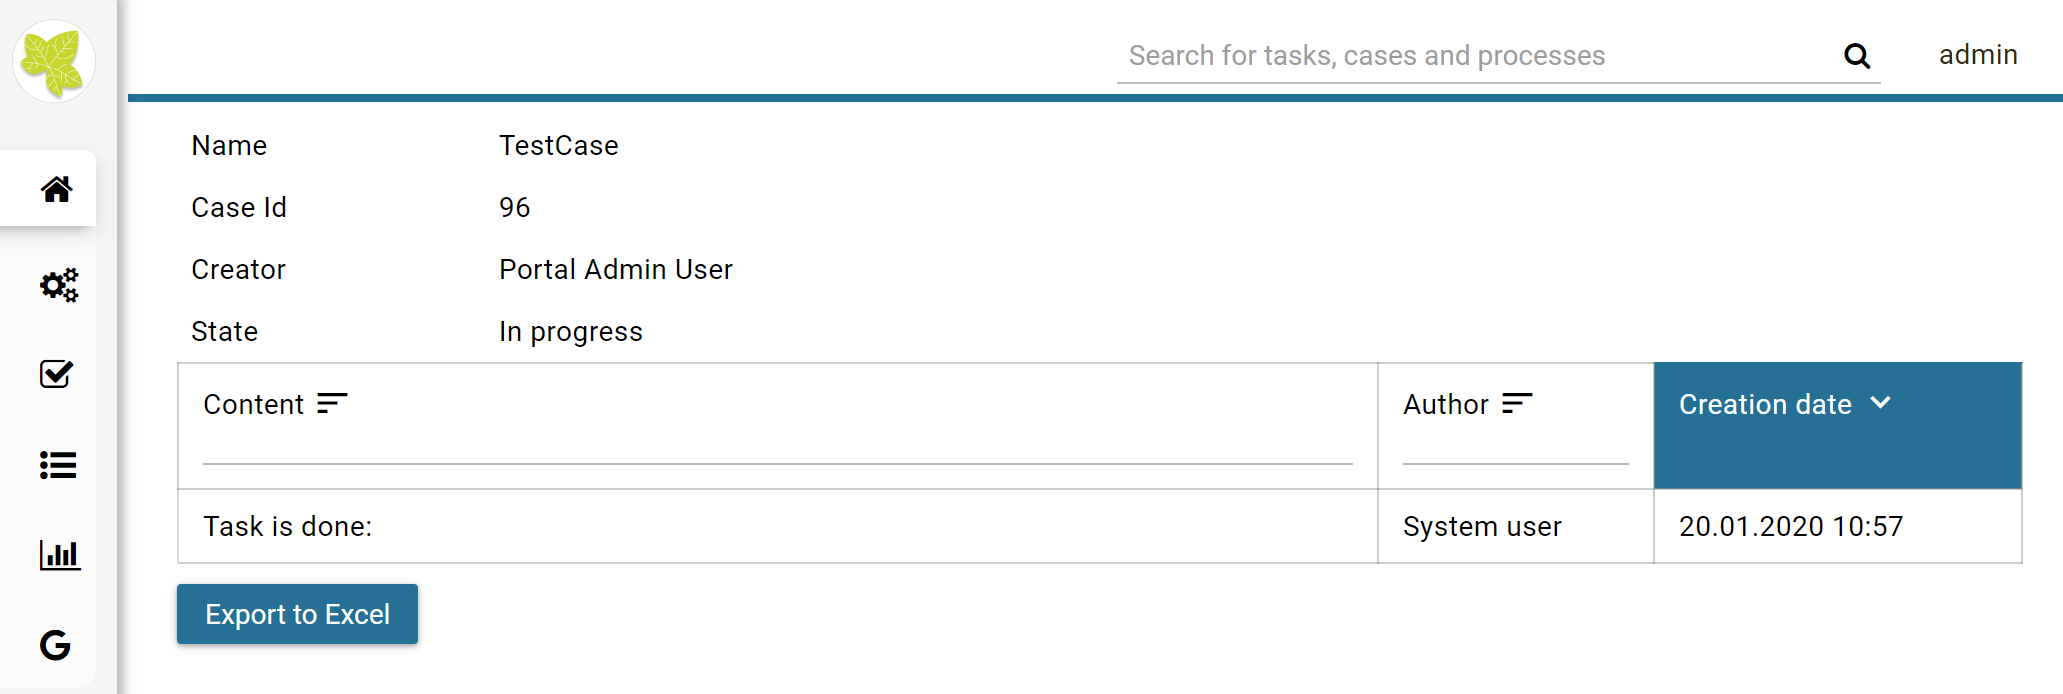 Search for tasks, cases and processes admin
Name TestCase
Case Id 96
Creator Portal Admin User
State In progress
Content Author Creation date
Task is done: System user 20.01.2020 10:57
Export to Excel